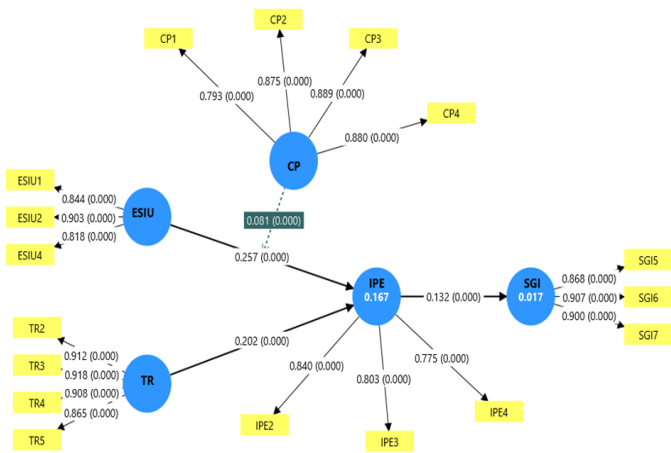 CP2
CP1
CP3
0.875 (0.000)
0.793 (0.000)
0.889 (0.000)
CP4
0.880 (0.000)
CP
ESIU1
0.844 (0.000)
ESIU2
0.903 (0.000)
ESIU
0.818 (0.000)
ESIU4
0.081 (0.000)
0.257 (0.000)
SGI5
0.868 (0.000)
IPE
0.167
0.132 (0.000)
SGI
0.017
0.907 (0.000)
SGI6
0.900 (0.000)
SGI7
TR2
0.912 (0.000)
0.202 (0.000)
TR3
0.918 (0.000)
TR
TR4
0.908 (0.000)
0.865 (0.000)
TR5
0.840 (0.000)
0.803 (0.000)
0.775 (0.000)
IPE2
IPE3
IPE4